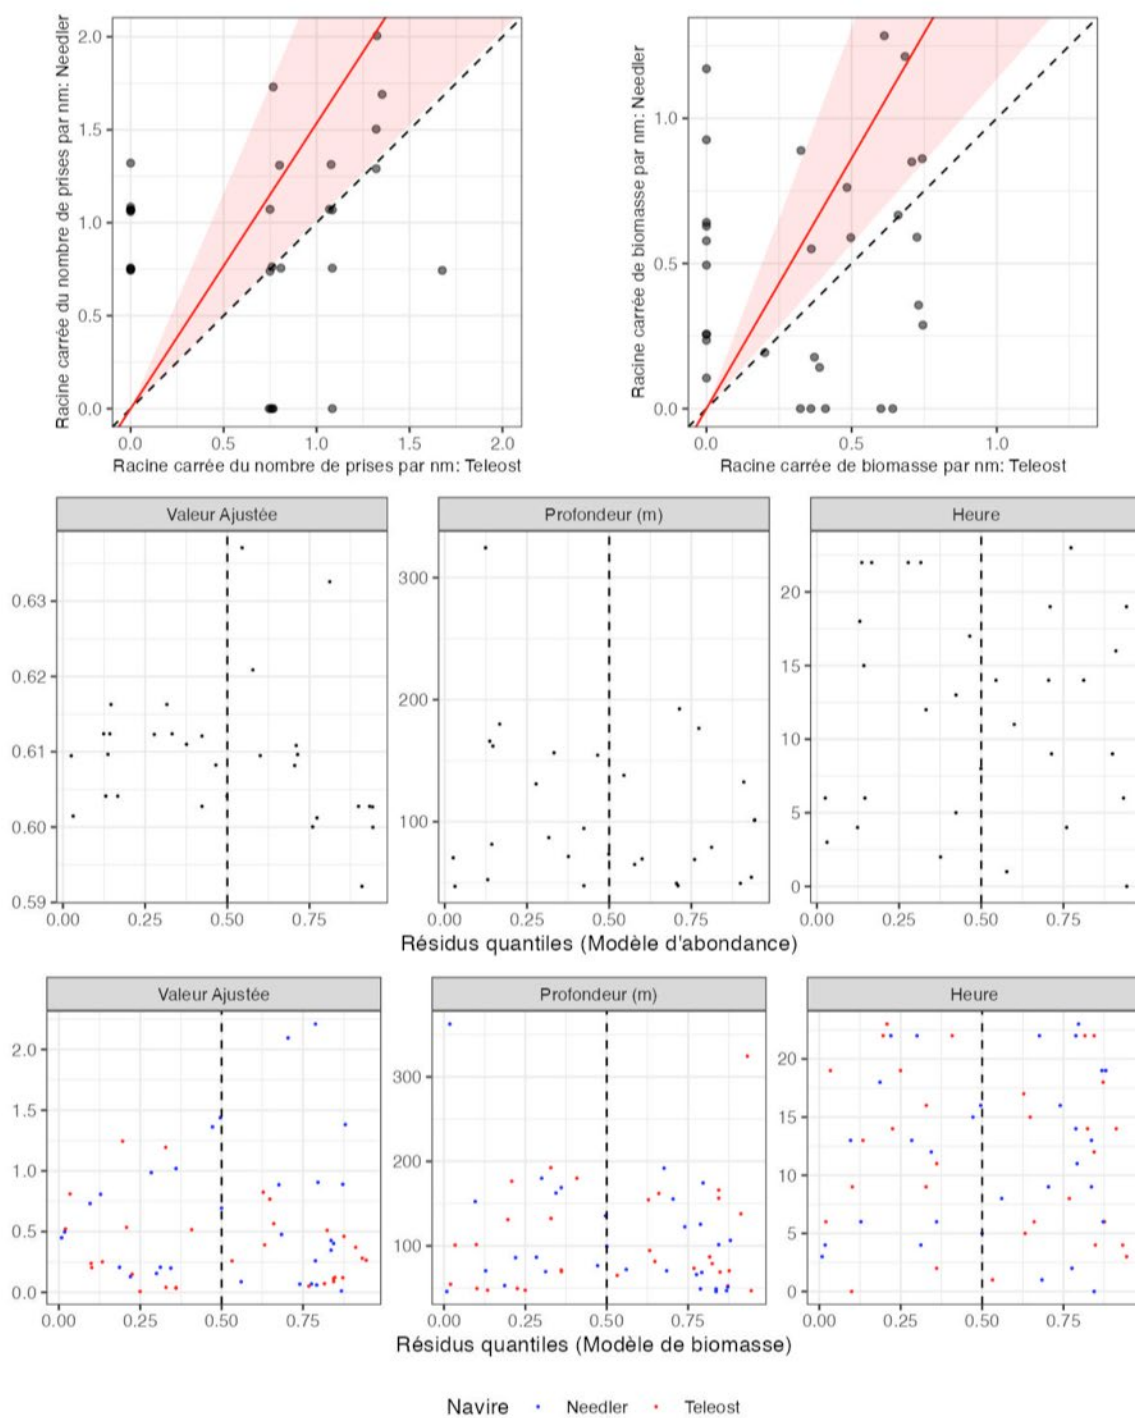 Racine carrée du nombre de prises par nm: Needler
2.0
1.5
1.0
0.5
0.0
0.0 0.5 1.0 1.5 2.0
Racine carrée du nombre de prises par nm: Teleost
Racine carrée de biomasse par nm: Needler
1.0
0.5
0.0
0.0 0.5 1.0
Racine carrée de biomasse par nm: Teleost
Valeur Ajustée
0.63
0.62
0.61
0.60
0.59
0.00 0.25 0.50 0.75
Profondeur (m)
300
200
100
0.00 0.25 0.50 0.75
Heure
20
15
10
5
0
0.00 0.25 0.50 0.75
Résidus quantiles (Modèle d'abondance)
Valeur Ajustée
2.0
1.5
1.0
0.5
0.0
0.00 0.25 0.50 0.75
Profondeur (m)
300
200
100
0.00 0.25 0.50 0.75
Heure
20
15
10
5
0
0.00 0.25 0.50 0.75
Résidus quantiles (Modèle de biomasse)
Navire Needler Teleost